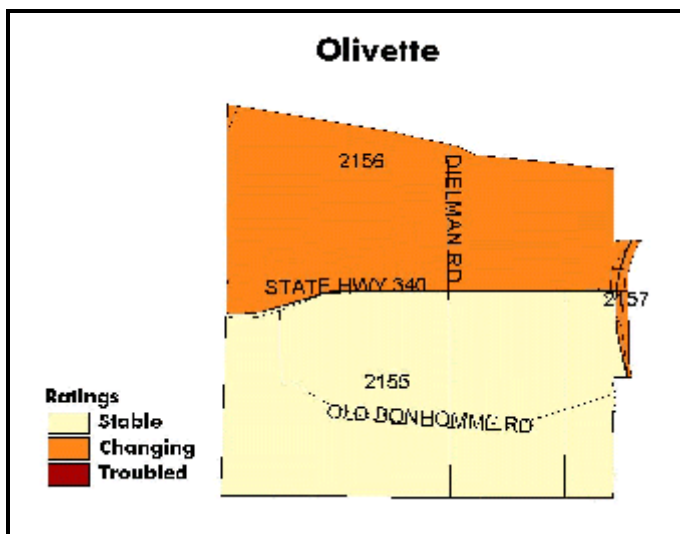 Olivette
2156
DIELMAN RD.
STATE HWY 340
2157
2155
OLD BONHOMME RD
Ratings
Stable
Changing
Troubled